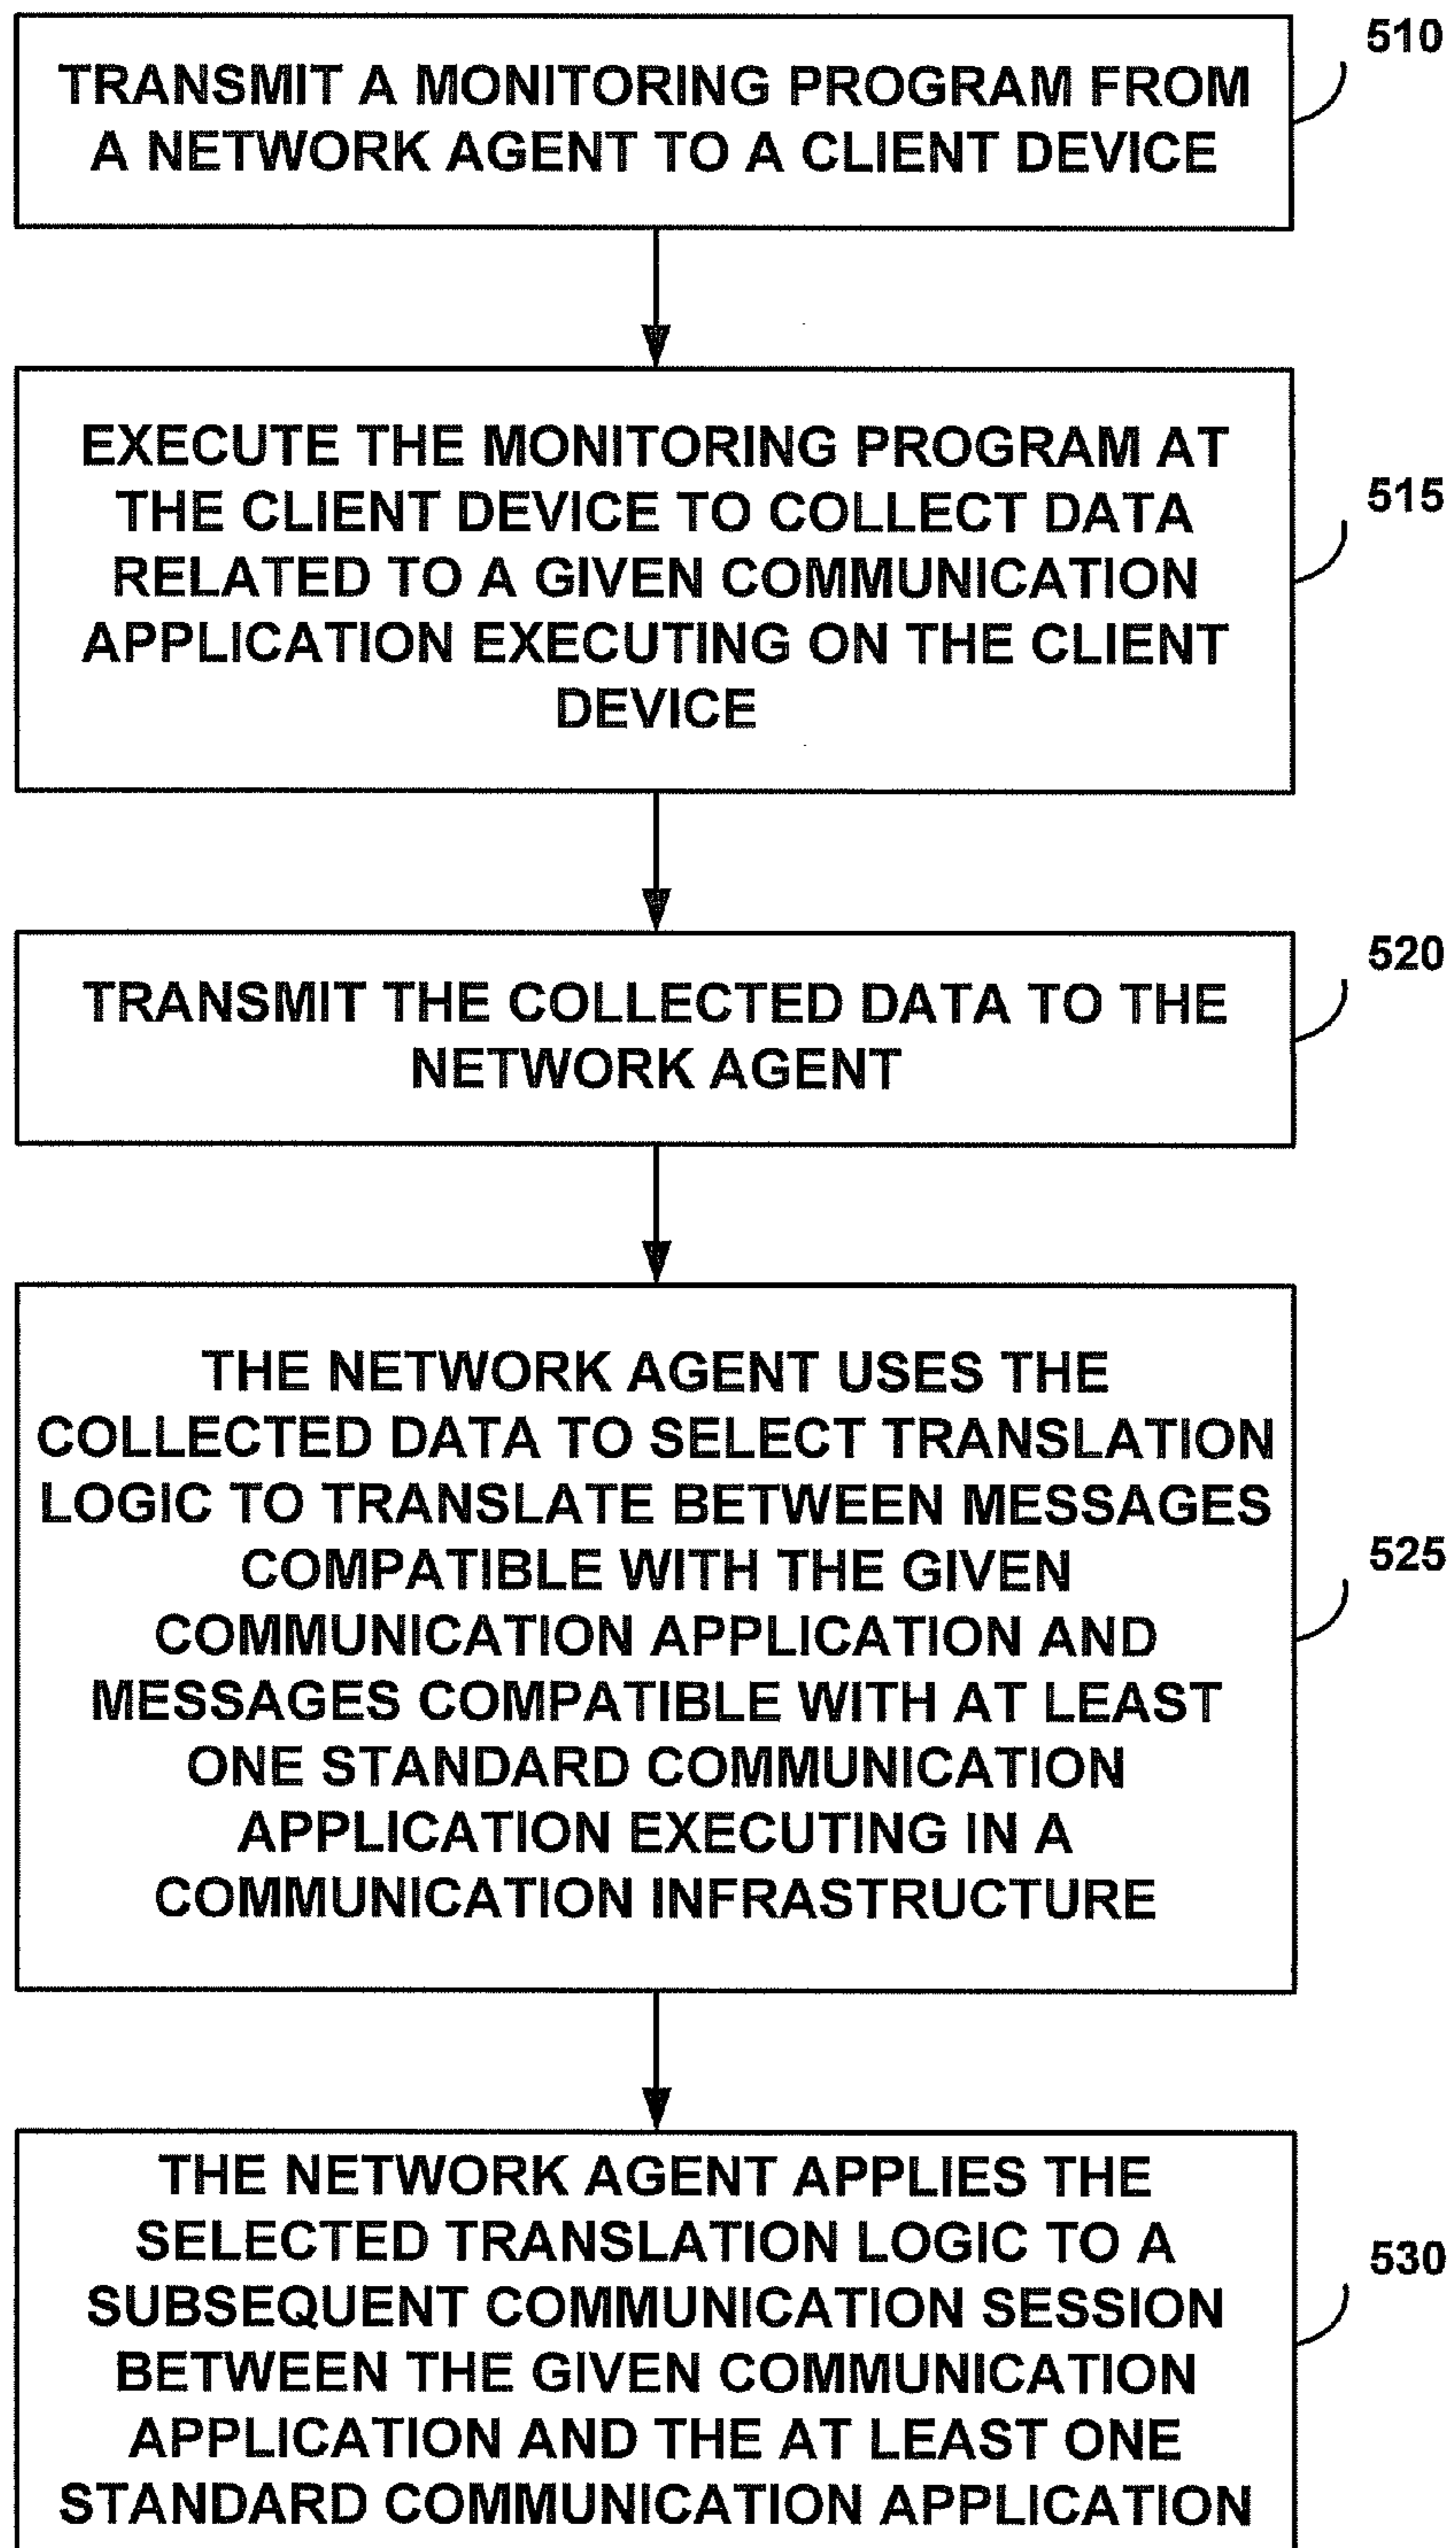 510
TRANSMIT A MONITORING PROGRAM FROM
A NETWORK AGENT TO A CLIENT DEVICE
EXECUTE THE MONITORING PROGRAM AT
THE CLIENT DEVICE TO COLLECT DATA
RELATED TO A GIVEN COMMUNICATION
APPLICATION EXECUTING ON THE CLIENT
DEVICE
515
TRANSMIT THE COLLECTED DATA TO THE
NETWORK AGENT
520
THE NETWORK AGENT USES THE
COLLECTED DATA TO SELECT TRANSLATION
LOGIC TO TRANSLATE BETWEEN MESSAGES
COMPATIBLE WITH THE GIVEN
COMMUNICATION APPLICATION AND
MESSAGES COMPATIBLE WITH AT LEAST
ONE STANDARD COMMUNICATION
APPLICATION EXECUTING IN A
COMMUNICATION INFRASTRUCTURE
525
THE NETWORK AGENT APPLIES THE
SELECTED TRANSLATION LOGIC TO A
SUBSEQUENT COMMUNICATION SESSION
BETWEEN THE GIVEN COMMUNICATION
APPLICATION AND THE AT LEAST ONE
STANDARD COMMUNICATION APPLICATION
530